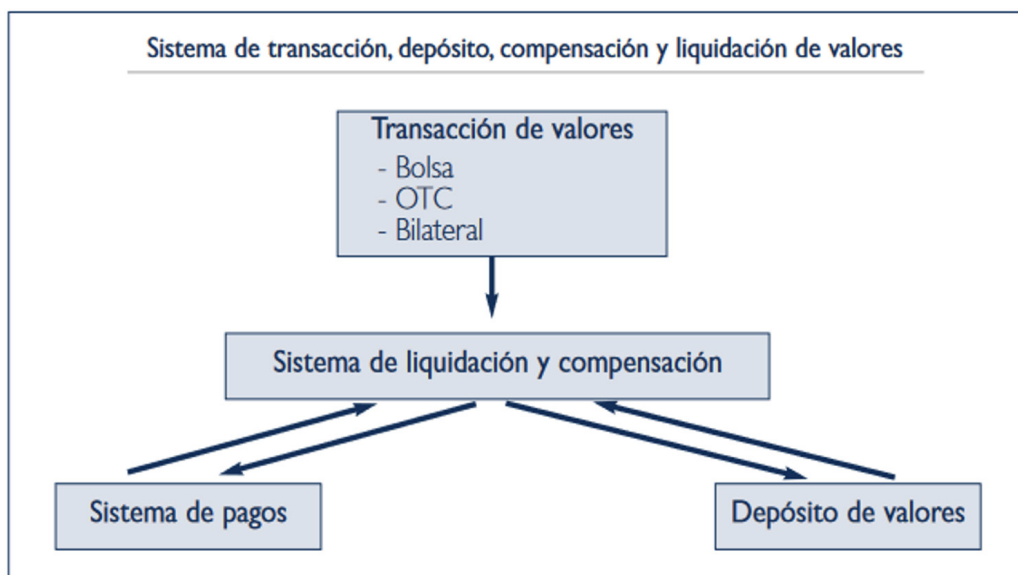 Sistema de transacción, depósito, compensación y liquidación de valores
Transacción de valores
- Bolsa
- OTC
- Bilateral
Sistema de liquidación y compensación
Sistema de pagos
Depósito de valores